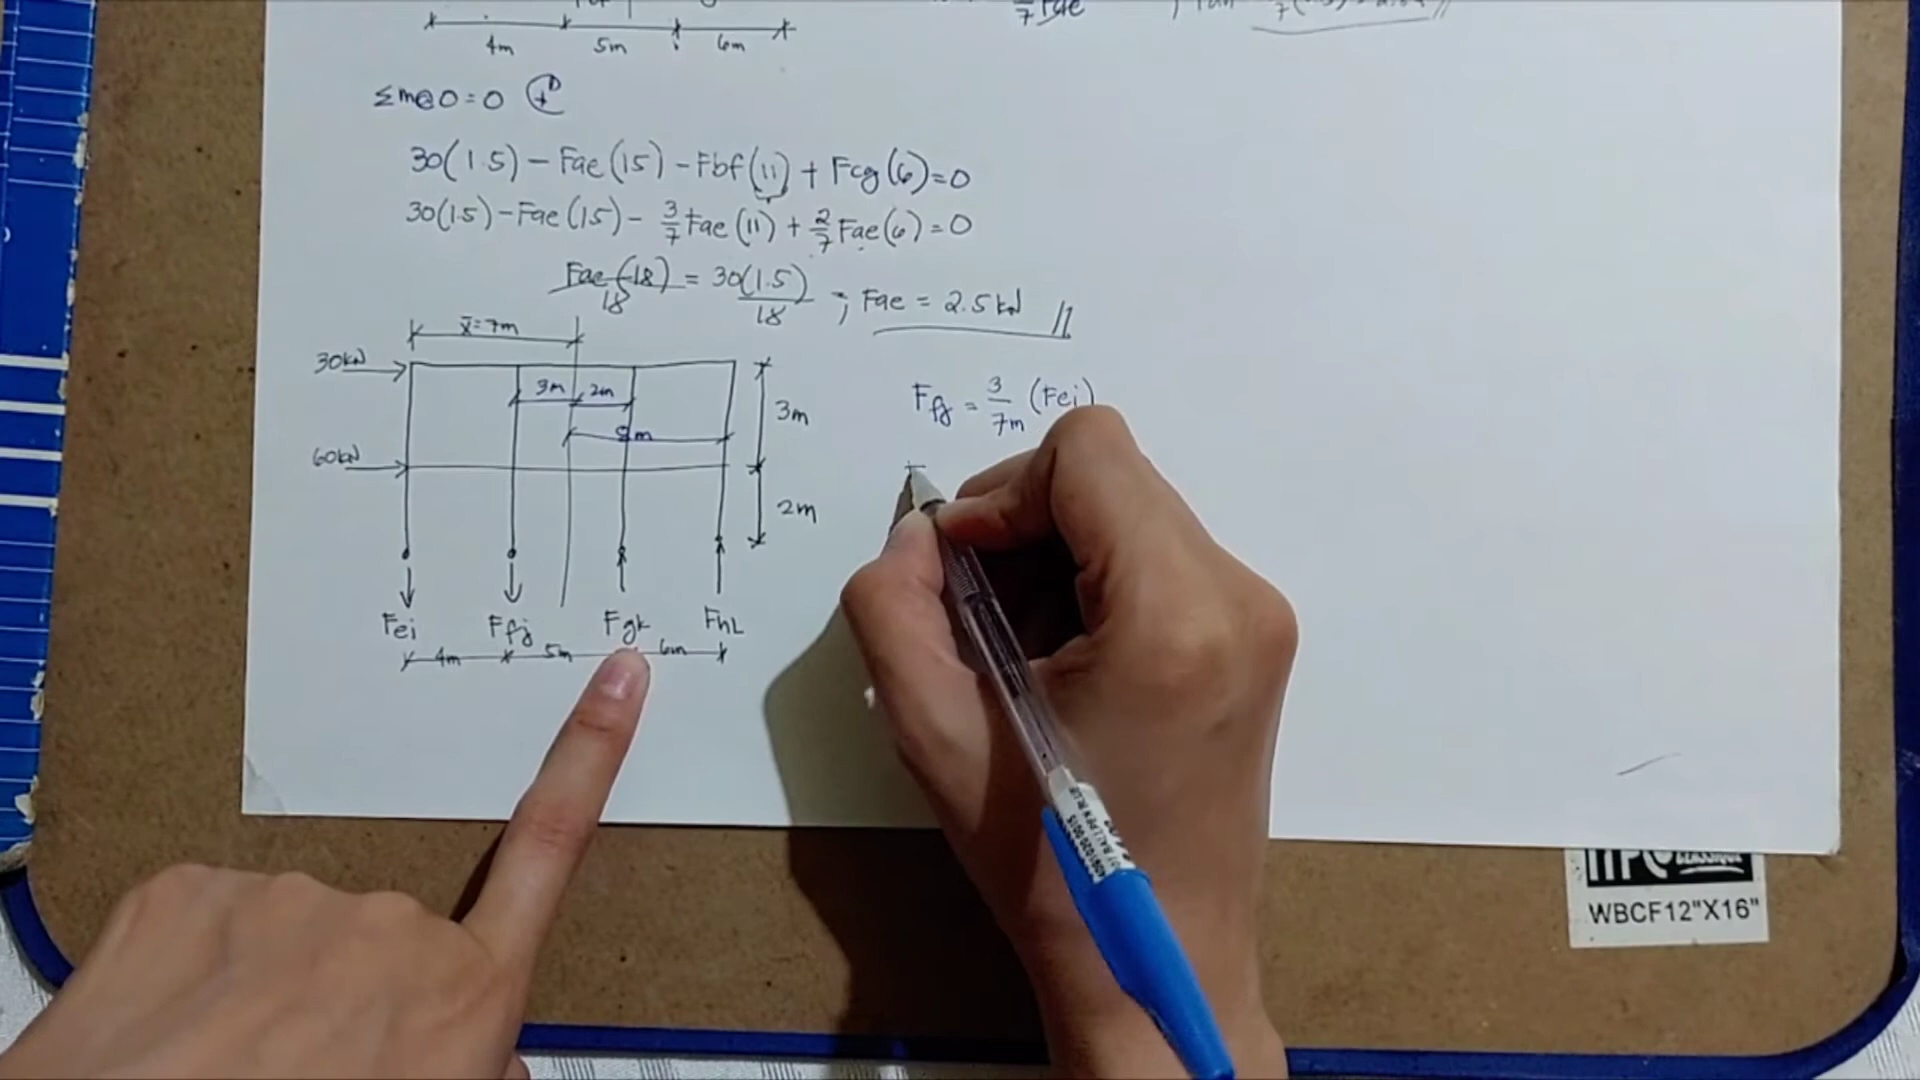 4m 5m 6m
Σm@O=0
30(1.5) - Fae(15) - Fbf(11) + Fcg(6)=0
30(1.5) - Fae(15) - 3/7 Fae(11) + 2/7 Fae(6)=0
Fae(18)/18 = 30(1.5)/18 ; Fae = 2.5kN //
x̄=7m
30kN
3m 2m
3m
8m
Ffj = 3/7m (Fei)
60kN
2m
Fei Ffj Fgk FhL
4m 5m 6m
CLASSIQUE
WBCF12"X16"